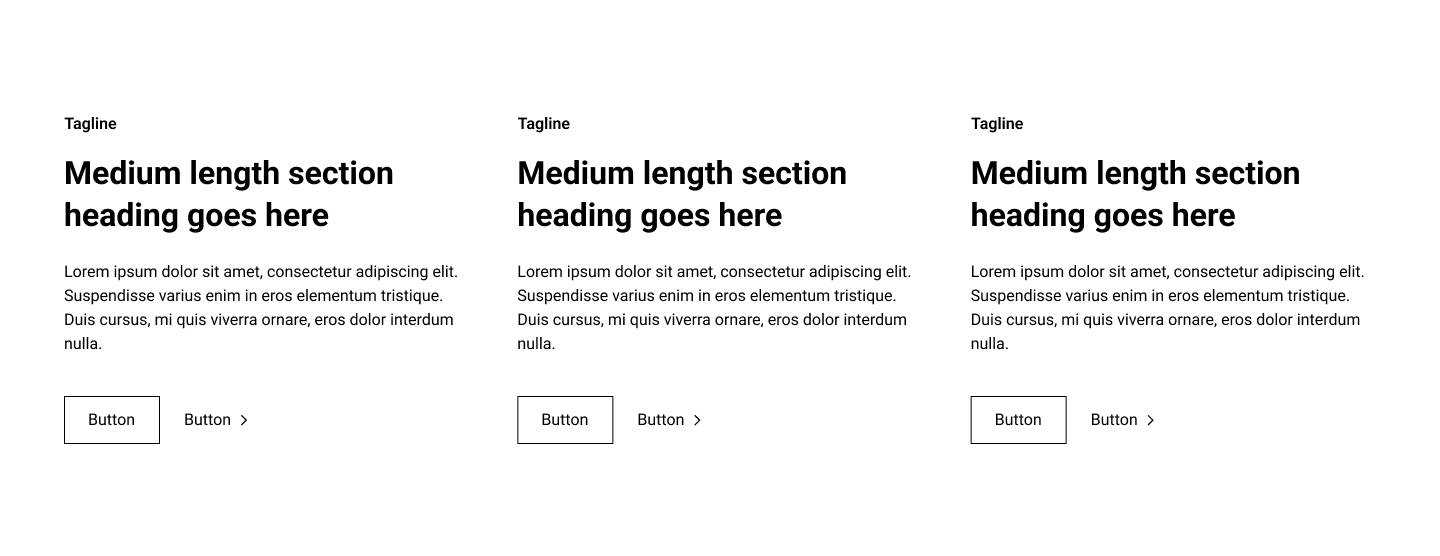 Tagline
Medium length section
heading goes here
Lorem ipsum dolor sit amet, consectetur adipiscing elit.
Suspendisse varius enim in eros elementum tristique.
Duis cursus, mi quis viverra ornare, eros dolor interdum
nulla.
Button
Button
Tagline
Medium length section
heading goes here
Lorem ipsum dolor sit amet, consectetur adipiscing elit.
Suspendisse varius enim in eros elementum tristique.
Duis cursus, mi quis viverra ornare, eros dolor interdum
nulla.
Button
Button
Tagline
Medium length section
heading goes here
Lorem ipsum dolor sit amet, consectetur adipiscing elit.
Suspendisse varius enim in eros elementum tristique.
Duis cursus, mi quis viverra ornare, eros dolor interdum
nulla.
Button
Button